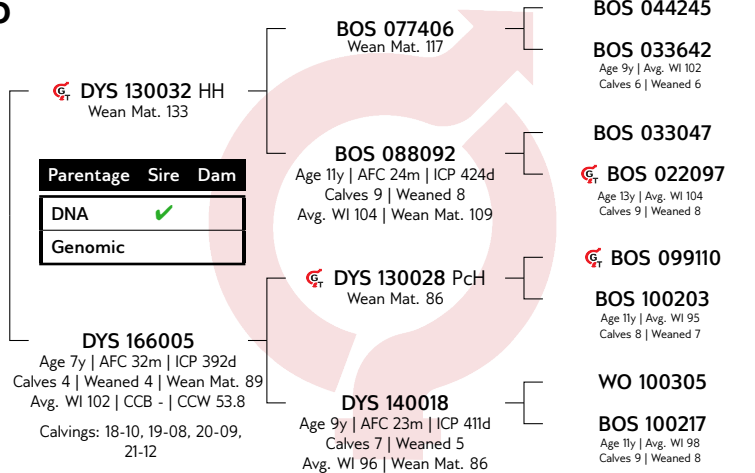 D
DYS 130032 HH
Wean Mat. 133
Parentage Sire Dam
DNA ✔
Genomic
DYS 166005
Age 7y | AFC 32m | ICP 392d
Calves 4 | Weaned 4 | Wean Mat. 89
Avg. WI 102 | CCB - | CCW 53.8
Calvings: 18-10, 19-08, 20-09,
21-12
BOS 077406
Wean Mat. 117
BOS 088092
Age 11y | AFC 24m | ICP 424d
Calves 9 | Weaned 8
Avg. WI 104 | Wean Mat. 109
GT DYS 130028 PcH
Wean Mat. 86
DYS 140018
Age 9y | AFC 23m | ICP 411d
Calves 7 | Weaned 5
Avg. WI 96 | Wean Mat. 86
BOS 044245
BOS 033642
Age 9y | Avg. WI 102
Calves 6 | Weaned 6
BOS 033047
GT BOS 022097
Age 13y | Avg. WI 104
Calves 9 | Weaned 8
GT BOS 099110
BOS 100203
Age 11y | Avg. WI 95
Calves 8 | Weaned 7
WO 100305
BOS 100217
Age 11y | Avg. WI 98
Calves 9 | Weaned 8